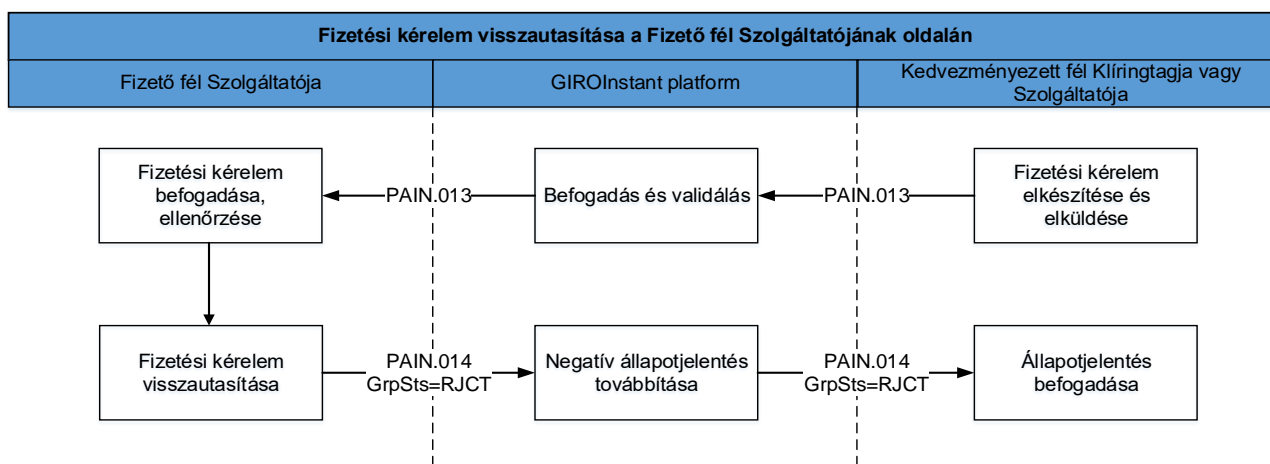 Fizetési kérelem visszautasítása a Fizető fél Szolgáltatójának oldalán
Fizető fél Szolgáltatója
GIROInstant platform
Kedvezményezett fél Klíringtagja vagy
Szolgáltatója
Fizetési kérelem
befogadása,
ellenőrzése
PAIN.013
Befogadás és validálás
PAIN.013
Fizetési kérelem
elkészítése és
elküldése
Fizetési kérelem
visszautasítása
PAIN.014
GrpSts=RJCT
Negatív állapotjelentés
továbbítása
PAIN.014
GrpSts=RJCT
Állapotjelentés
befogadása